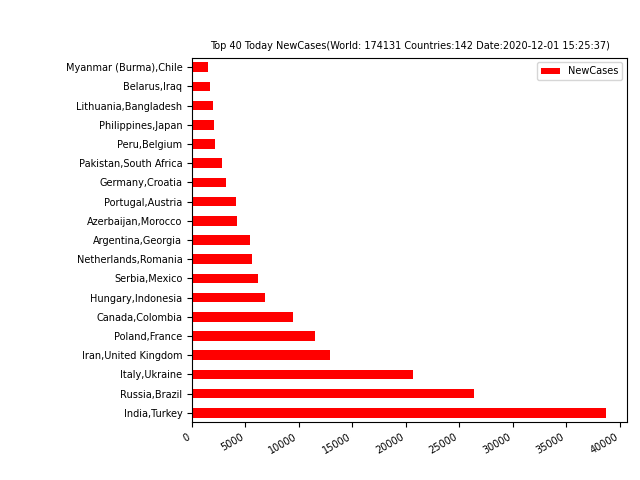 Top 40 Today NewCases(World: 174131 Countries:142 Date:2020-12-01 15:25:37)
NewCases
Myanmar (Burma),Chile
Belarus,Iraq
Lithuania,Bangladesh
Philippines,Japan
Peru,Belgium
Pakistan,South Africa
Germany,Croatia
Portugal,Austria
Azerbaijan,Morocco
Argentina,Georgia
Netherlands,Romania
Serbia,Mexico
Hungary,Indonesia
Canada,Colombia
Poland,France
Iran,United Kingdom
Italy,Ukraine
Russia,Brazil
India,Turkey
0 5000 10000 15000 20000 25000 30000 35000 40000